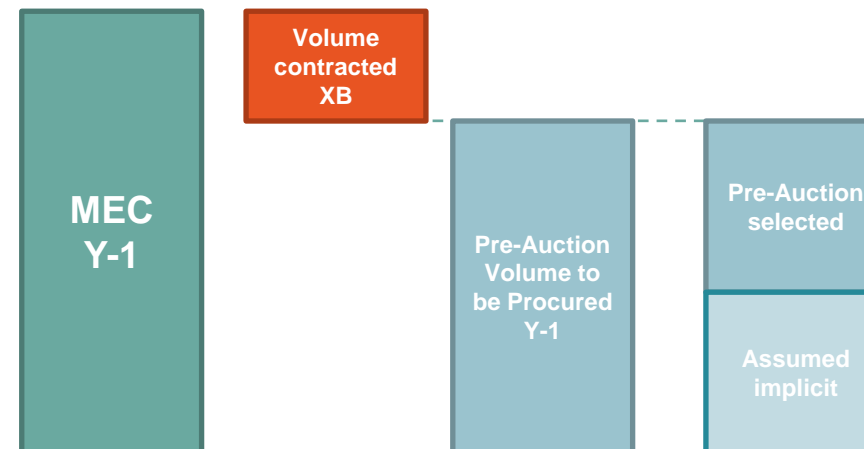 MEC
Y-1
Volume
contracted
XB
Pre-Auction
Volume to
be Procured
Y-1
Pre-Auction
selected
Assumed
implicit